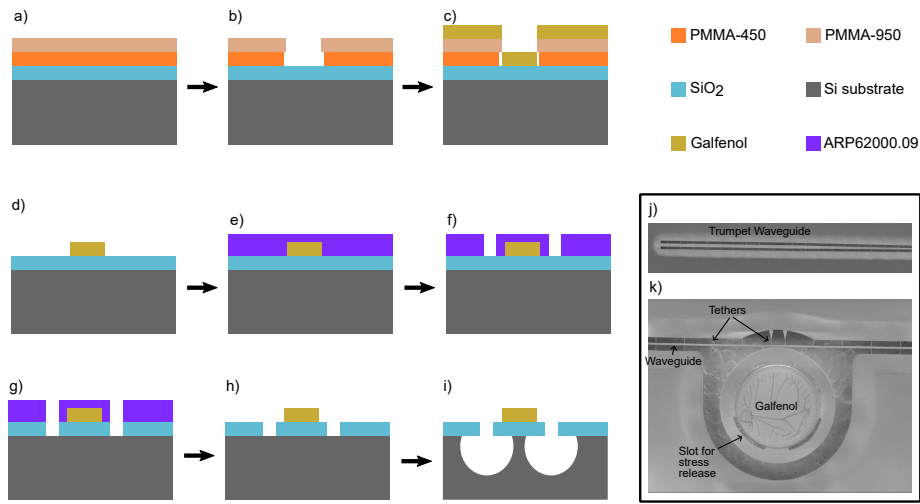 a)
b)
c)
PMMA-450
PMMA-950
SiO2
Si substrate
Galfenol
ARP62000.09
d)
e)
f)
g)
h)
i)
j)
Trumpet Waveguide
k)
Tethers
Waveguide
Galfenol
Slot for
stress
release